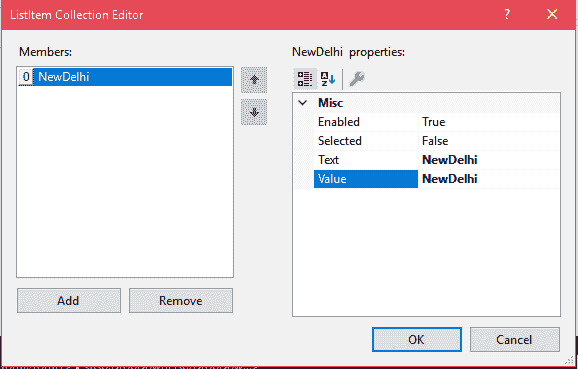 ListItem Collection Editor ? ×
Members:
0 NewDelhi
Add Remove
NewDelhi properties:
A Z
Misc
Enabled True
Selected False
Text NewDelhi
Value NewDelhi
OK Cancel